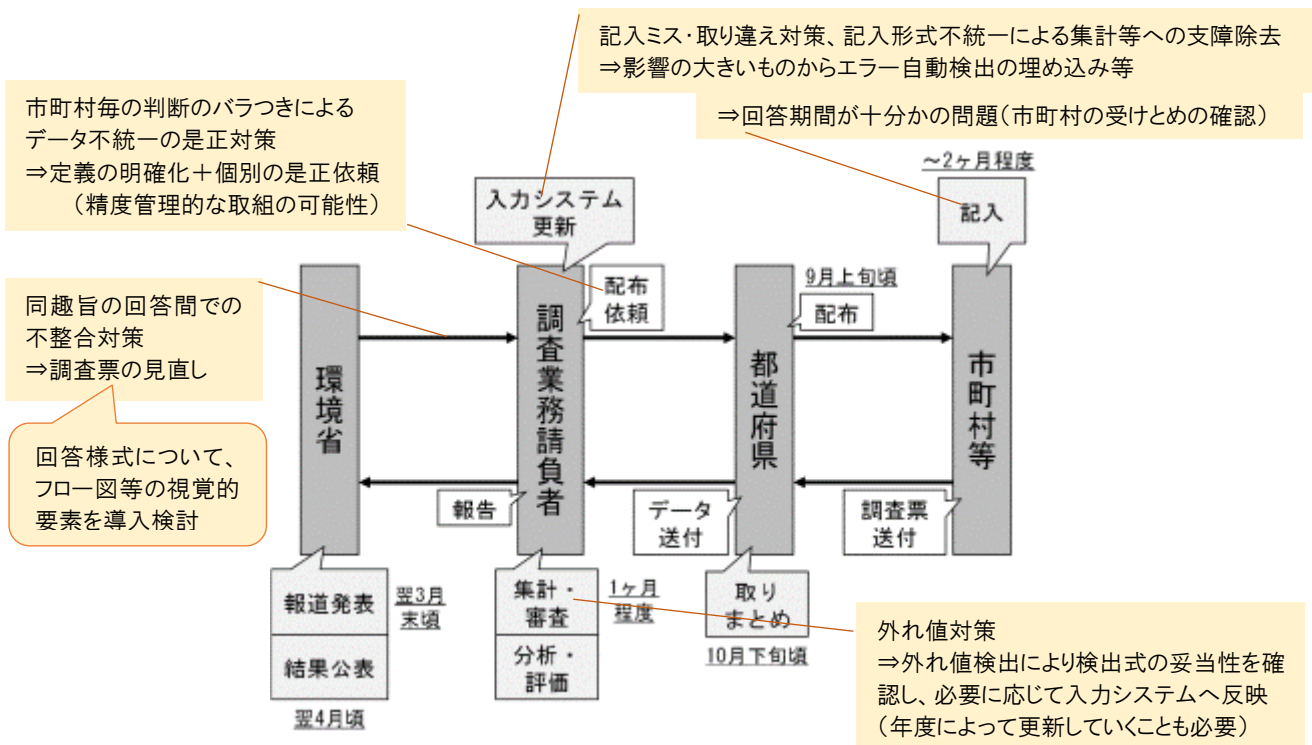 記入ミス・取り違え対策、記入形式不統一による集計等への支障除去
⇒影響の大きいものからエラー自動検出の埋め込み等
⇒回答期間が十分かの問題（市町村の受けとめの確認）
市町村毎の判断のバラつきによる
データ不統一の是正対策
⇒定義の明確化＋個別の是正依頼
（精度管理的な取組の可能性）
～2ヶ月程度
入力システム
更新
記入
同趣旨の回答間での
不整合対策
⇒調査票の見直し
回答様式について、
フロー図等の視覚的
要素を導入検討
配布
依頼
9月上旬頃
配布
環境省
調査業務請負者
都道府県
市町村等
報告
データ
送付
調査票
送付
報道発表
翌3月
末頃
結果公表
翌4月頃
集計・
審査
1ヶ月
程度
分析・
評価
取り
まとめ
10月下旬頃
外れ値対策
⇒外れ値検出により検出式の妥当性を確
認し、必要に応じて入力システムへ反映
（年度によって更新していくことも必要）